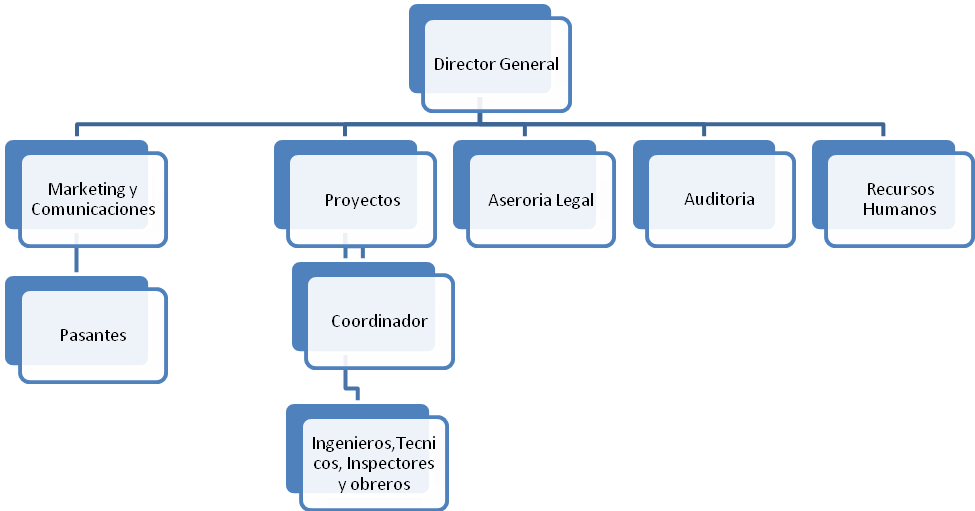 Director General
Marketing y
Comunicaciones
Proyectos
Aseroria Legal
Auditoria
Recursos
Humanos
Pasantes
Coordinador
Ingenieros,Tecni
cos, Inspectores
y obreros